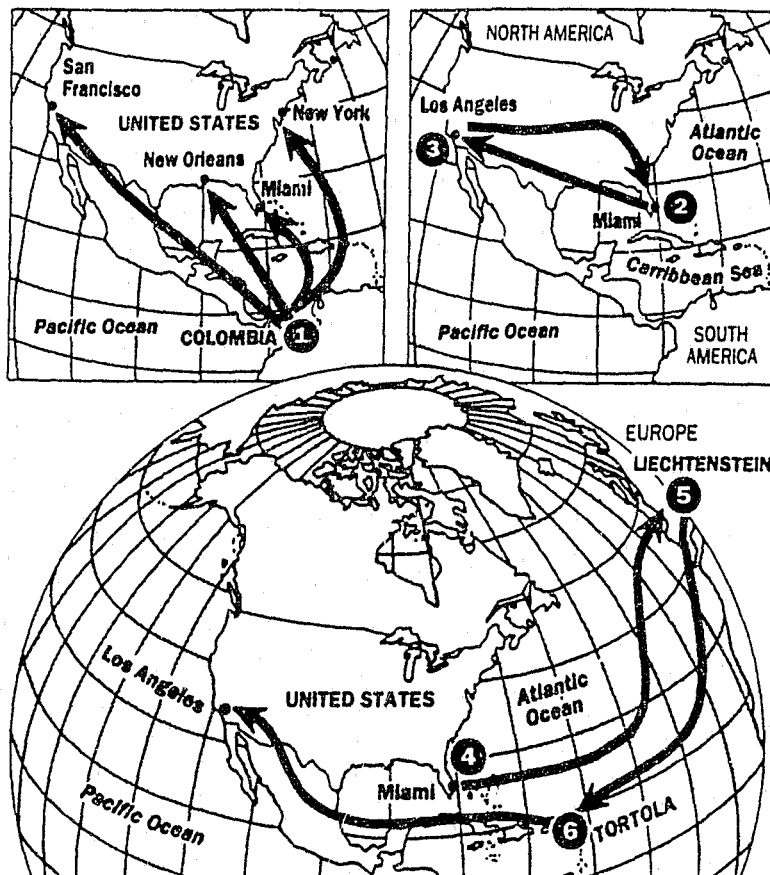 San
Francisco
UNITED STATES
New York
New Orleans
Miami
Pacific Ocean
COLOMBIA 1
NORTH AMERICA
Los Angeles
3
Atlantic
Ocean
Miami
2
Carribbean Sea
Pacific Ocean
SOUTH
AMERICA
EUROPE
LIECHTENSTEIN
5
Los Angeles
UNITED STATES
Atlantic
Ocean
4
Miami
Pacific Ocean
6 TORTOLA